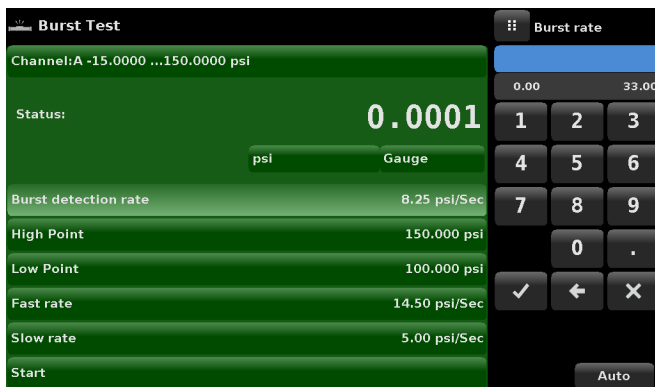 Burst Test
Channel:A -15.0000 ...150.0000 psi
Status:
0.0001
psi Gauge
Burst detection rate 8.25 psi/Sec
High Point 150.000 psi
Low Point 100.000 psi
Fast rate 14.50 psi/Sec
Slow rate 5.00 psi/Sec
Start
Burst rate
0.00 33.00
1 2 3
4 5 6
7 8 9
0 .
Auto